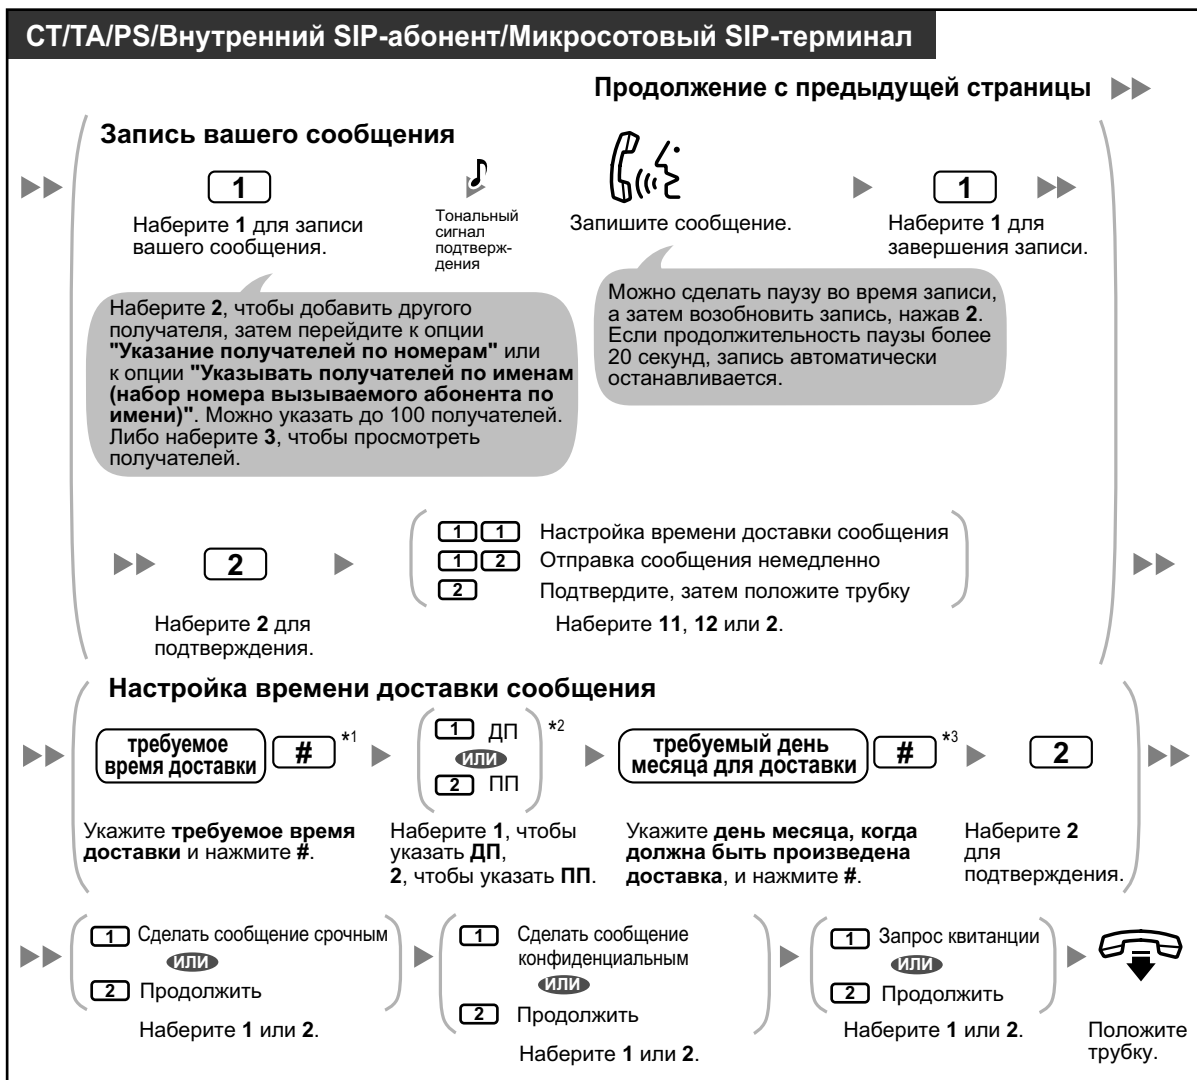 СТ/ТА/PS/Внутренний SIP-абонент/Микросотовый SIP-терминал
Продолжение с предыдущей страницы
Запись вашего сообщения
1
Наберите 1 для записи
вашего сообщения.
Тональный
сигнал
подтверж-
дения
Запишите сообщение.
1
Наберите 1 для
завершения записи.
Наберите 2, чтобы добавить другого
получателя, затем перейдите к опции
"Указание получателей по номерам" или
к опции "Указывать получателей по именам
(набор номера вызываемого абонента по
имени)". Можно указать до 100 получателей.
Либо наберите 3, чтобы просмотреть
получателей.
Можно сделать паузу во время записи,
а затем возобновить запись, нажав 2.
Если продолжительность паузы более
20 секунд, запись автоматически
останавливается.
2
Наберите 2 для
подтверждения.
1 1 Настройка времени доставки сообщения
1 2 Отправка сообщения немедленно
2 Подтвердите, затем положите трубку
Наберите 11, 12 или 2.
Настройка времени доставки сообщения
требуемое
время доставки
# *1
Укажите требуемое время
доставки и нажмите #.
1 ДП *2
ИЛИ
2 ПП
Наберите 1, чтобы
указать ДП,
2, чтобы указать ПП.
требуемый день
месяца для доставки
# *3
Укажите день месяца, когда
должна быть произведена
доставка, и нажмите #.
2
Наберите 2
для
подтверждения.
1 Сделать сообщение срочным
ИЛИ
2 Продолжить
Наберите 1 или 2.
1 Сделать сообщение
конфиденциальным
ИЛИ
2 Продолжить
Наберите 1 или 2.
1 Запрос квитанции
ИЛИ
2 Продолжить
Наберите 1 или 2.
Положите
трубку.